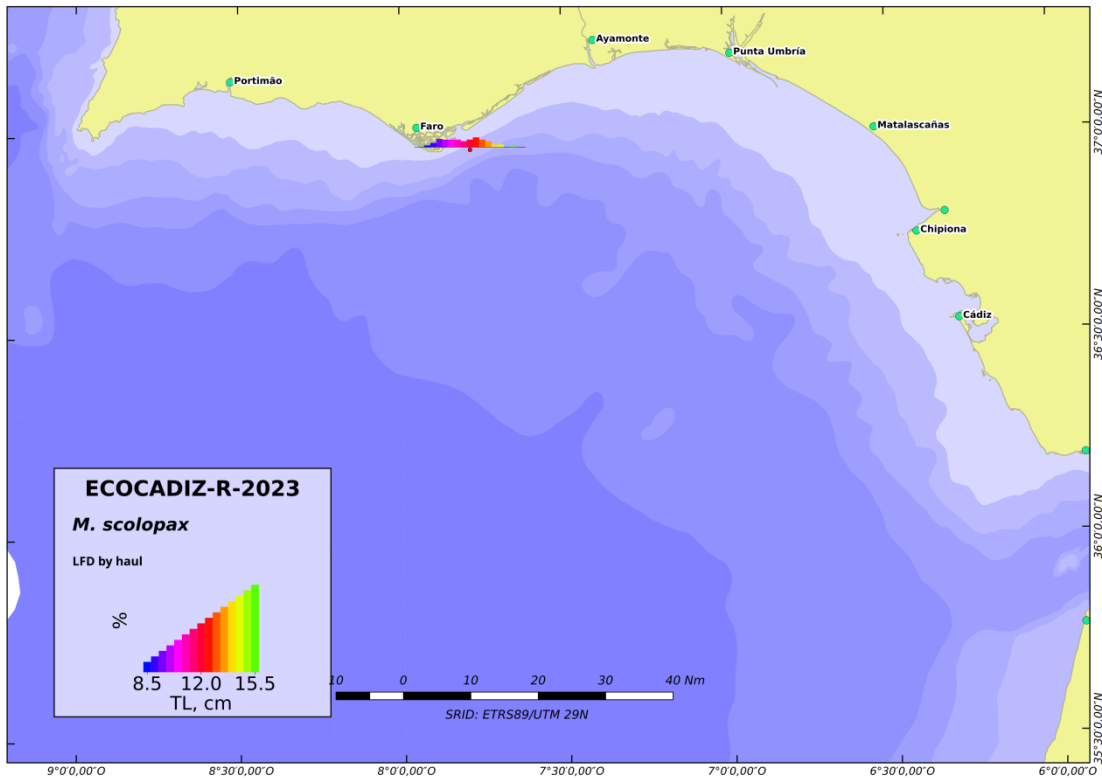 Ayamonte
Punta Umbría
Portimão
Faro
Matalascañas
37°0'0.00"N
Chipiona
Cádiz
36°30'0.00"N
36°0'0.00"N
35°30'0.00"N
ECOCADIZ-R-2023
M. scolopax
LFD by haul
%
8.5 12.0 15.5
TL, cm
10 0 10 20 30 40 Nm
SRID: ETRS89/UTM 29N
9°0'0.00"O 8°30'0.00"O 8°0'0.00"O 7°30'0.00"O 7°0'0.00"O 6°30'0.00"O 6°0'0.00"O